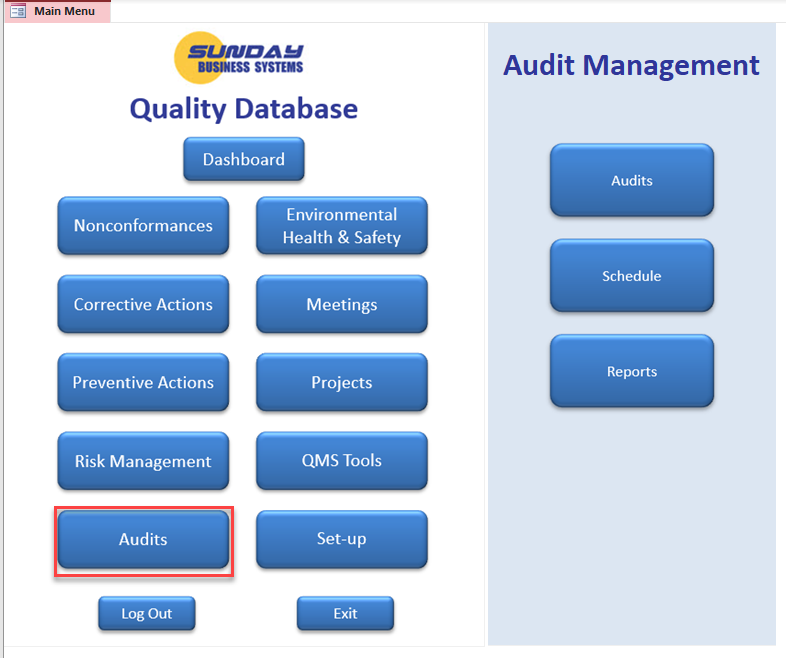 Main Menu
SUNDAY
BUSINESS SYSTEMS
Quality Database
Dashboard
Nonconformances
Environmental
Health & Safety
Corrective Actions
Meetings
Preventive Actions
Projects
Risk Management
QMS Tools
Audits
Set-up
Log Out
Exit
Audit Management
Audits
Schedule
Reports